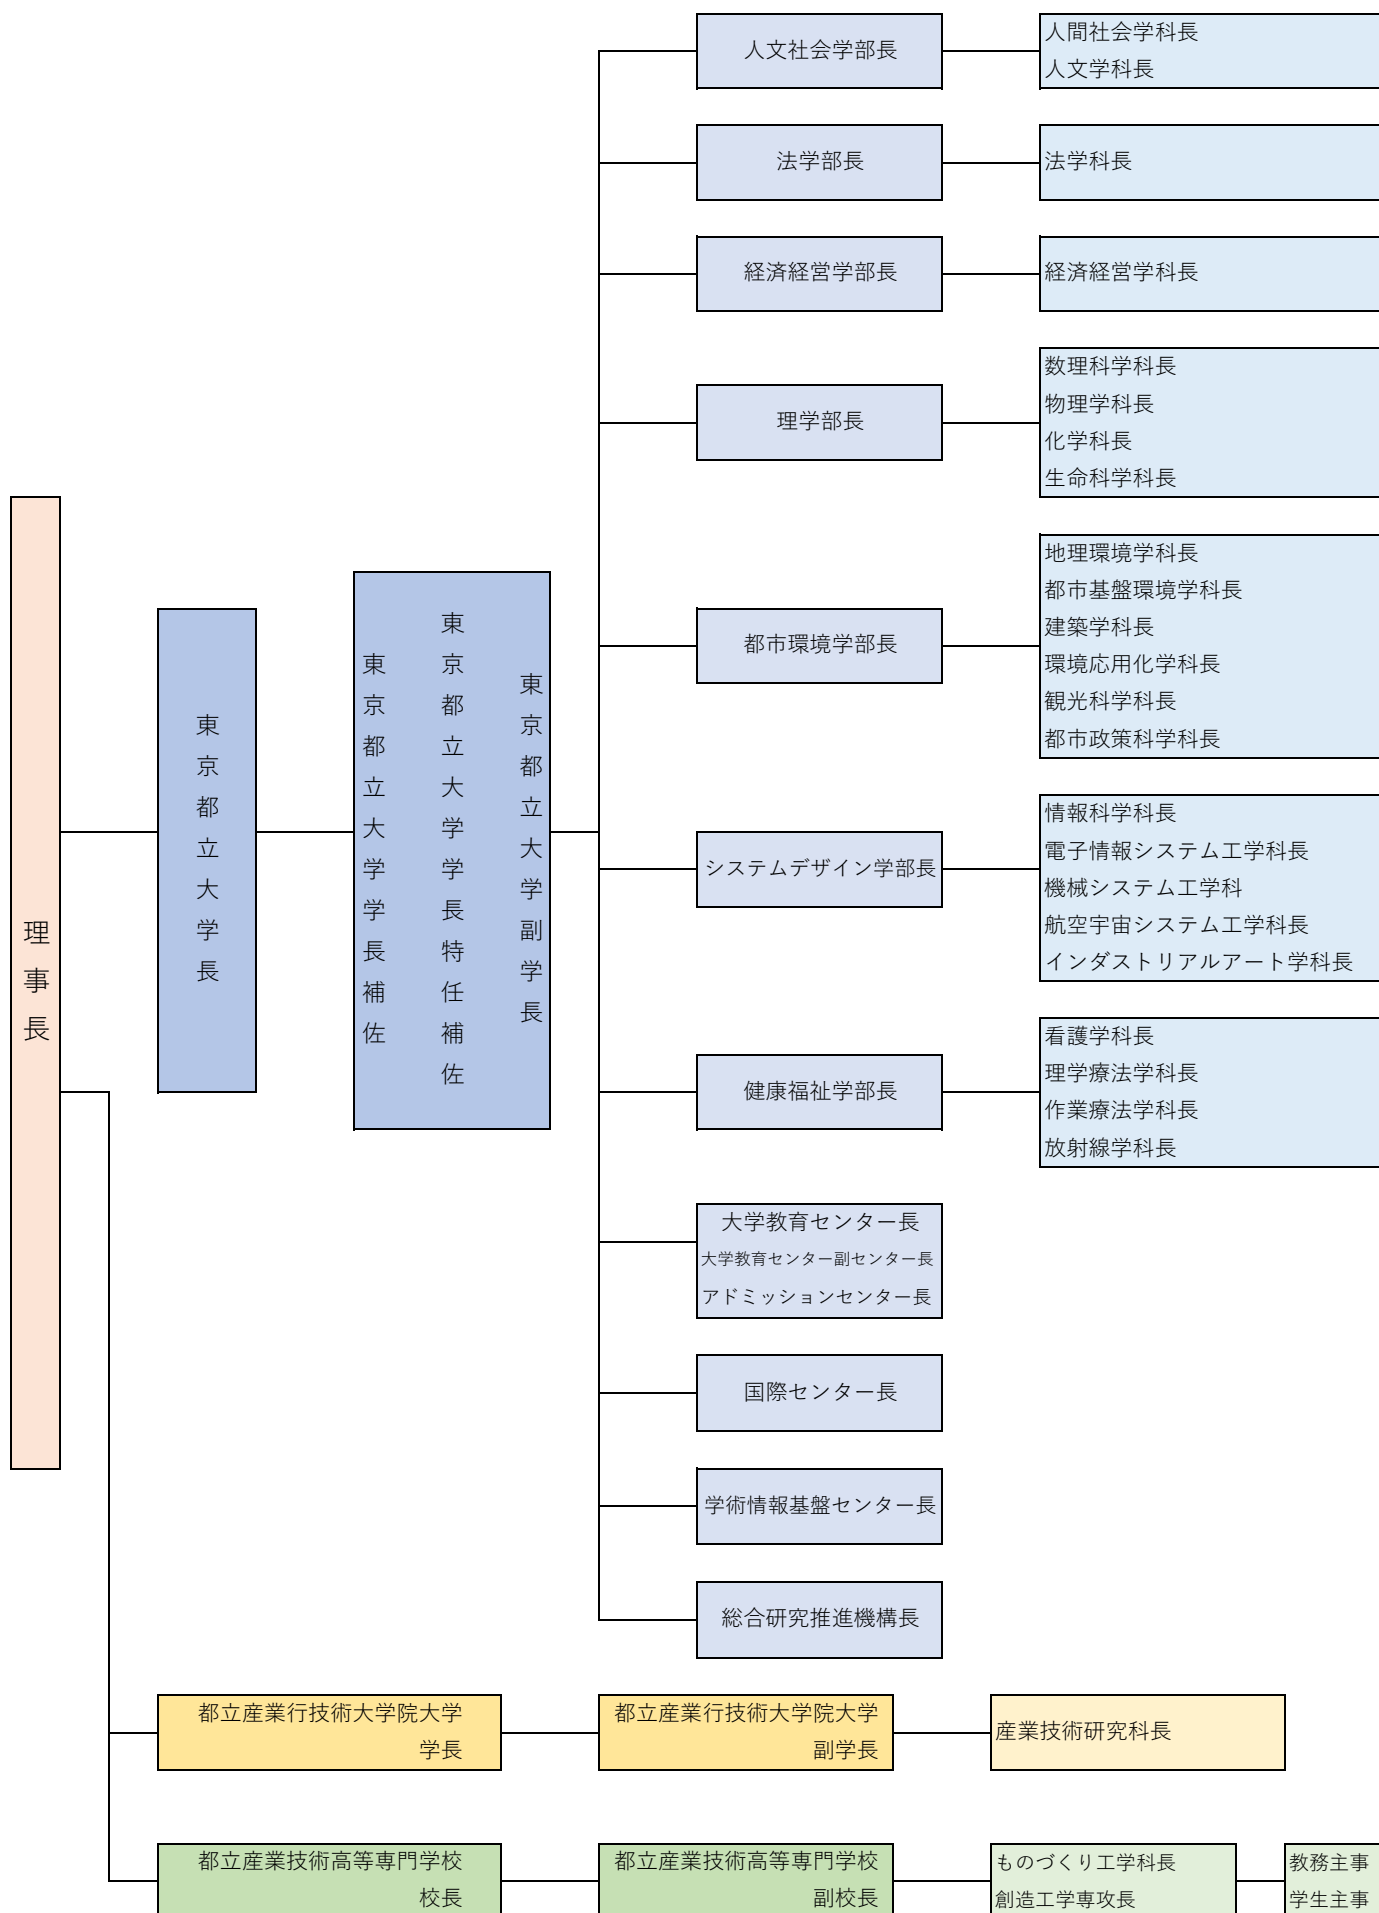 理事長
東京都立大学長
東京都立大学副学長
東京都立大学学長特任補佐
東京都立大学学長補佐
人文社会学部長
人間社会学科長
人文学科長
法学部長
法学科長
経済経営学部長
経済経営学科長
理学部長
数理科学科長
物理学科長
化学科長
生命科学科長
都市環境学部長
地理環境学科長
都市基盤環境学科長
建築学科長
環境応用化学科長
観光科学科長
都市政策科学科長
システムデザイン学部長
情報科学科長
電子情報システム工学科長
機械システム工学科
航空宇宙システム工学科長
インダストリアルアート学科長
健康福祉学部長
看護学科長
理学療法学科長
作業療法学科長
放射線学科長
大学教育センター長
大学教育センター副センター長
アドミッションセンター長
国際センター長
学術情報基盤センター長
総合研究推進機構長
都立産業行技術大学院大学
学長
都立産業行技術大学院大学
副学長
産業技術研究科長
都立産業技術高等専門学校
校長
都立産業技術高等専門学校
副校長
ものづくり工学科長
創造工学専攻長
教務主事
学生主事